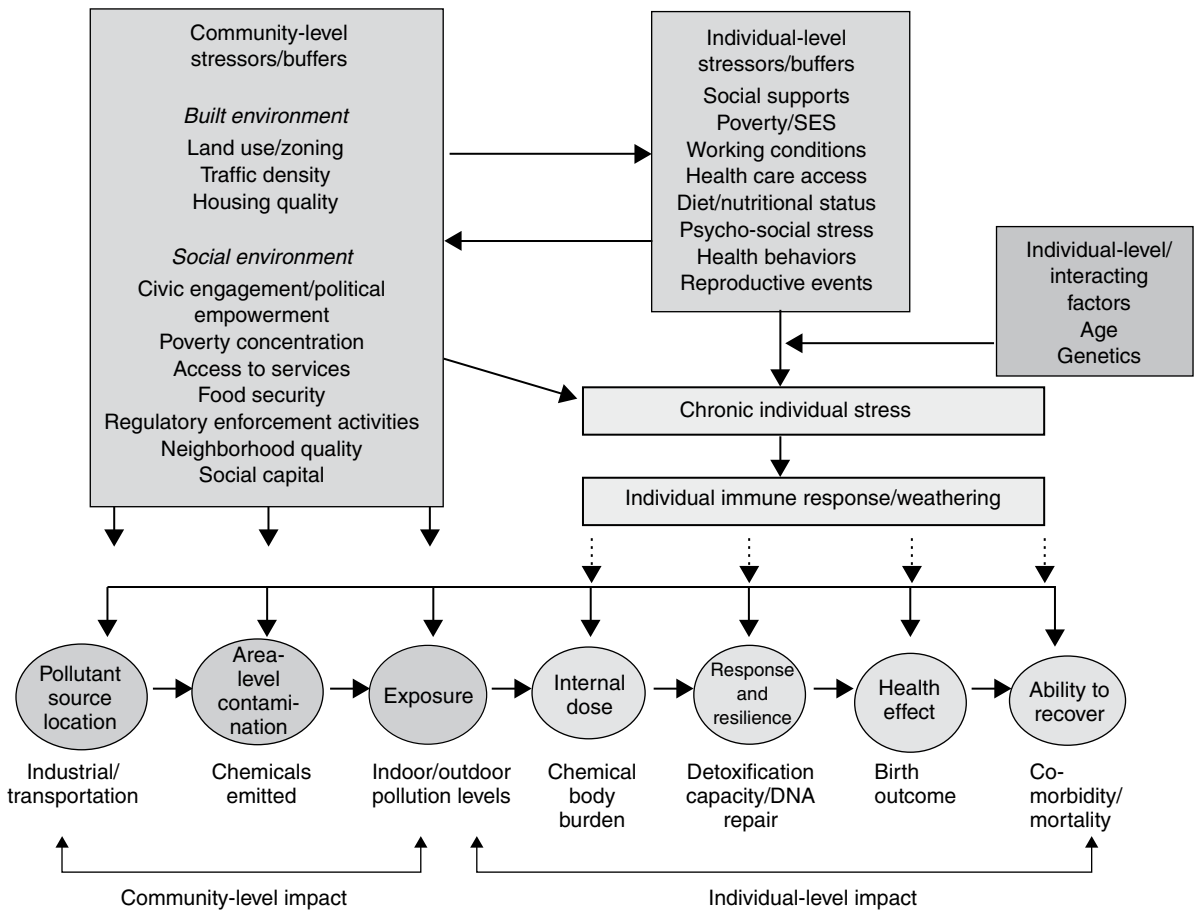 Community-level
stressors/buffers
Built environment
Land use/zoning
Traffic density
Housing quality
Social environment
Civic engagement/political
empowerment
Poverty concentration
Access to services
Food security
Regulatory enforcement activities
Neighborhood quality
Social capital
Individual-level
stressors/buffers
Social supports
Poverty/SES
Working conditions
Health care access
Diet/nutritional status
Psycho-social stress
Health behaviors
Reproductive events
Individual-level/
interacting
factors
Age
Genetics
Chronic individual stress
Individual immune response/weathering
Pollutant
source
location
Area-
level
contami-
nation
Exposure
Internal
dose
Response
and
resilience
Health
effect
Ability to
recover
Industrial/
transportation
Chemicals
emitted
Indoor/outdoor
pollution levels
Chemical
body
burden
Detoxification
capacity/DNA
repair
Birth
outcome
Co-
morbidity/
mortality
Community-level impact
Individual-level impact